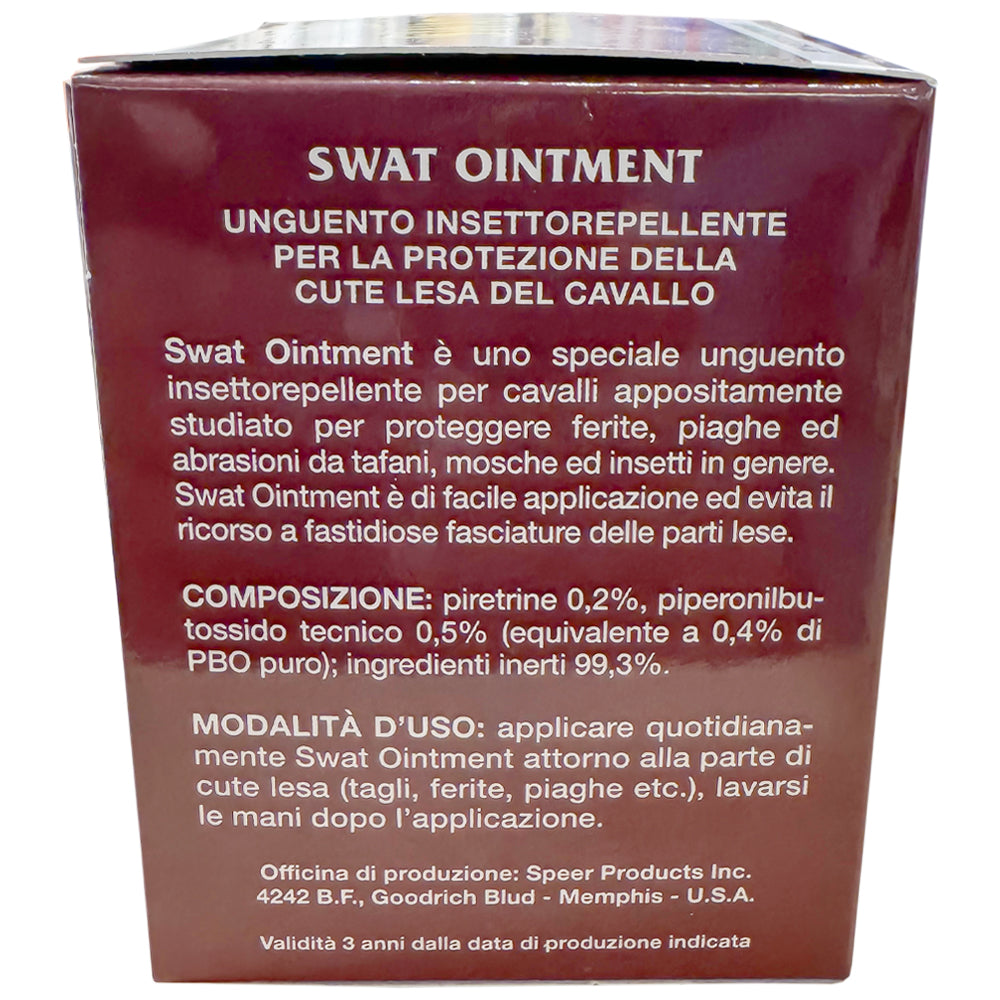 SWAT OINTMENT
UNGUENTO INSETTOREPELLENTE
PER LA PROTEZIONE DELLA
CUTE LESA DEL CAVALLO
Swat Ointment è uno speciale unguento
insettorepellente per cavalli appositamente
studiato per proteggere ferite, piaghe ed
abrasioni da tafani, mosche ed insetti in genere.
Swat Ointment è di facile applicazione ed evita il
ricorso a fastidiose fasciature delle parti lese.
COMPOSIZIONE: piretrine 0,2%, piperonilbu-
tossido tecnico 0,5% (equivalente a 0,4% di
PBO puro); ingredienti inerti 99,3%.
MODALITÀ D'USO: applicare quotidiana-
mente Swat Ointment attorno alla parte di
cute lesa (tagli, ferite, piaghe etc.), lavarsi
le mani dopo l'applicazione.
Officina di produzione: Speer Products Inc.
4242 B.F., Goodrich Blud - Memphis - U.S.A.
Validità 3 anni dalla data di produzione indicata